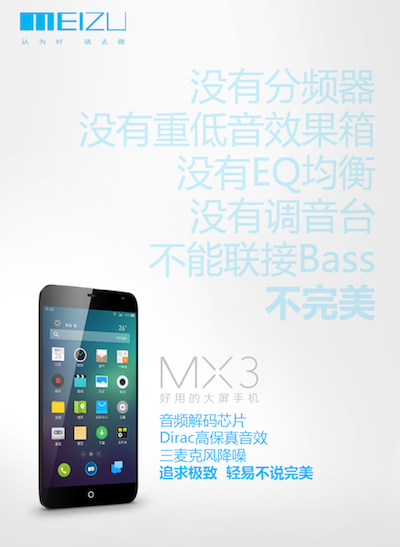 MEIZU
认为对 就去做
没有分频器
没有重低音效果箱
没有EQ均衡
没有调音台
不能联接Bass
不完美
MX3
好用的大屏手机
音频解码芯片
Dirac高保真音效
三麦克风降噪
追求极致 轻易不说完美
26°